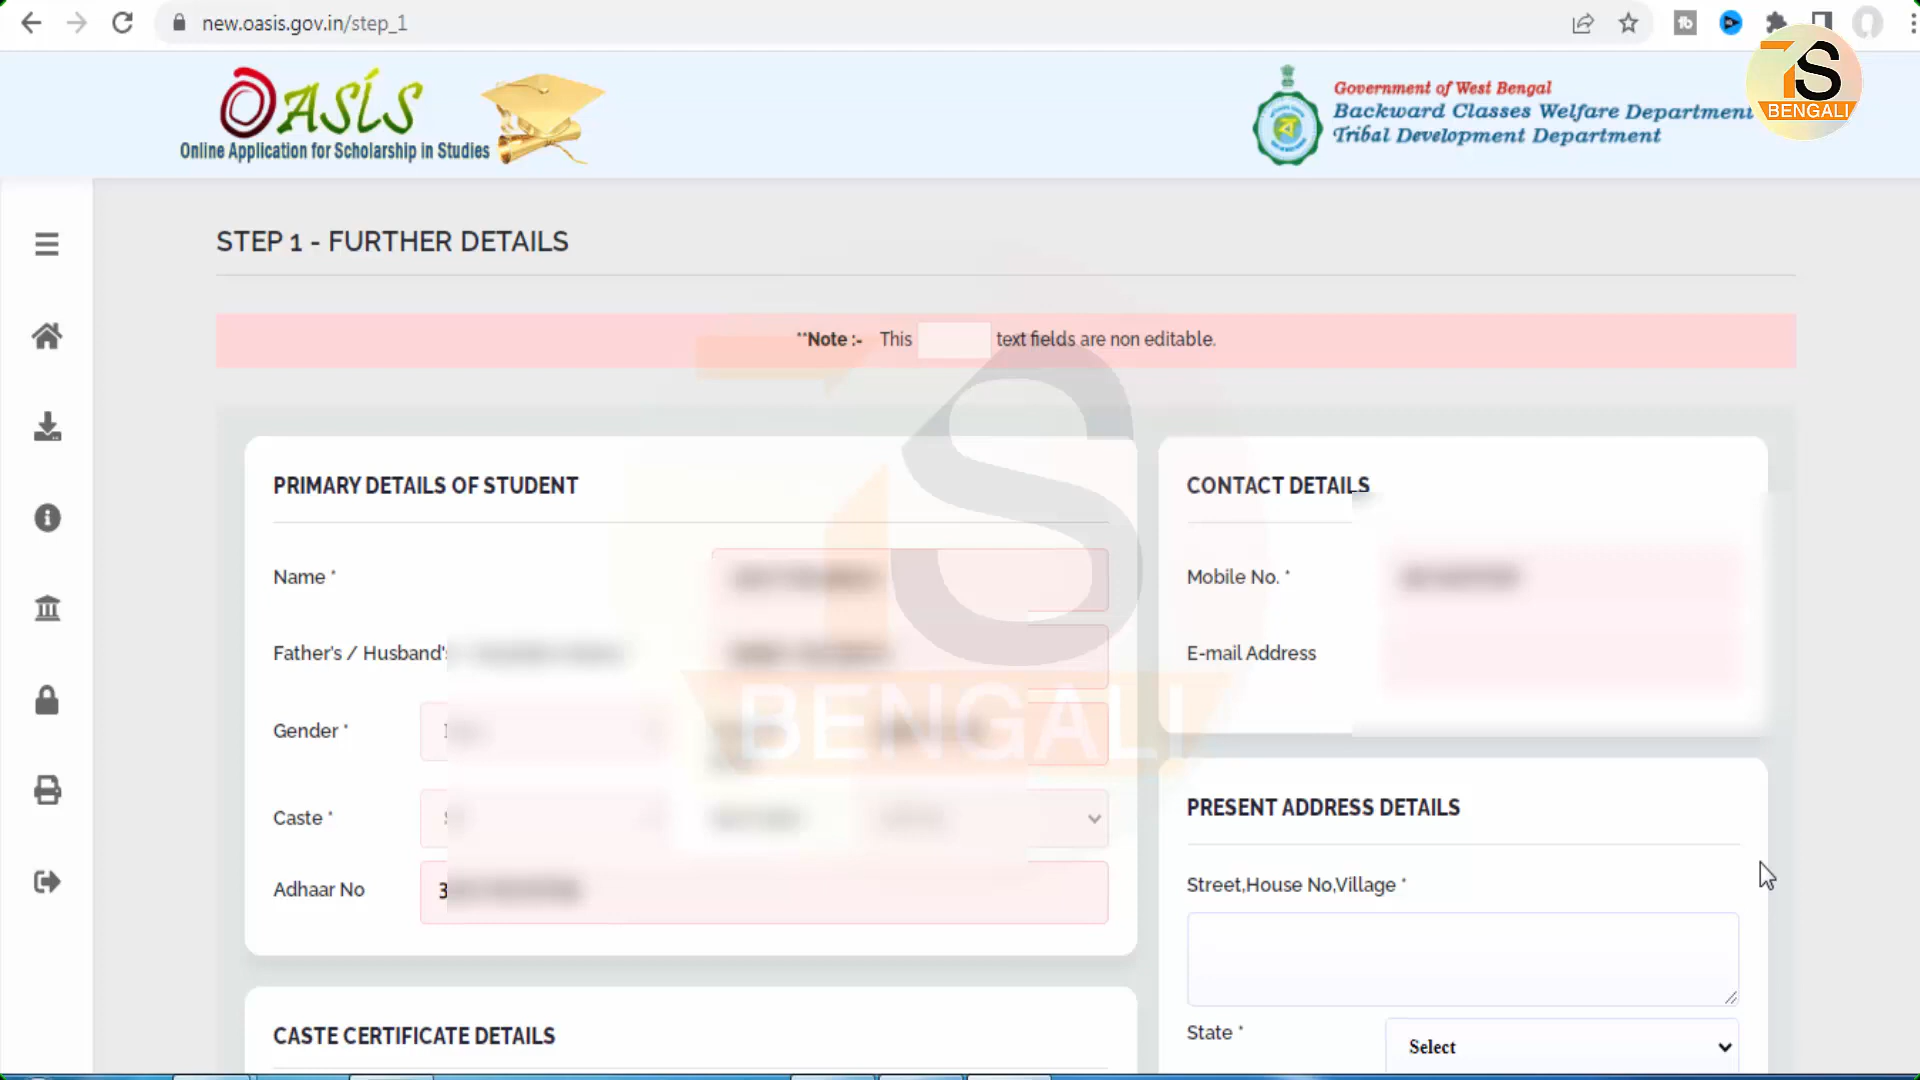 new.oasis.gov.in/step_1
OASIS
Online Application for Scholarship in Studies
Government of West Bengal
Backward Classes Welfare Department
Tribal Development Department
TS
BENGALI
STEP 1 - FURTHER DETAILS
**Note :- This text fields are non editable.
PRIMARY DETAILS OF STUDENT
CONTACT DETAILS
Name *
Mobile No. *
Father's / Husband's
E-mail Address
Gender *
BENGALI
Caste *
PRESENT ADDRESS DETAILS
Adhaar No 3
Street,House No,Village *
State * Select
CASTE CERTIFICATE DETAILS